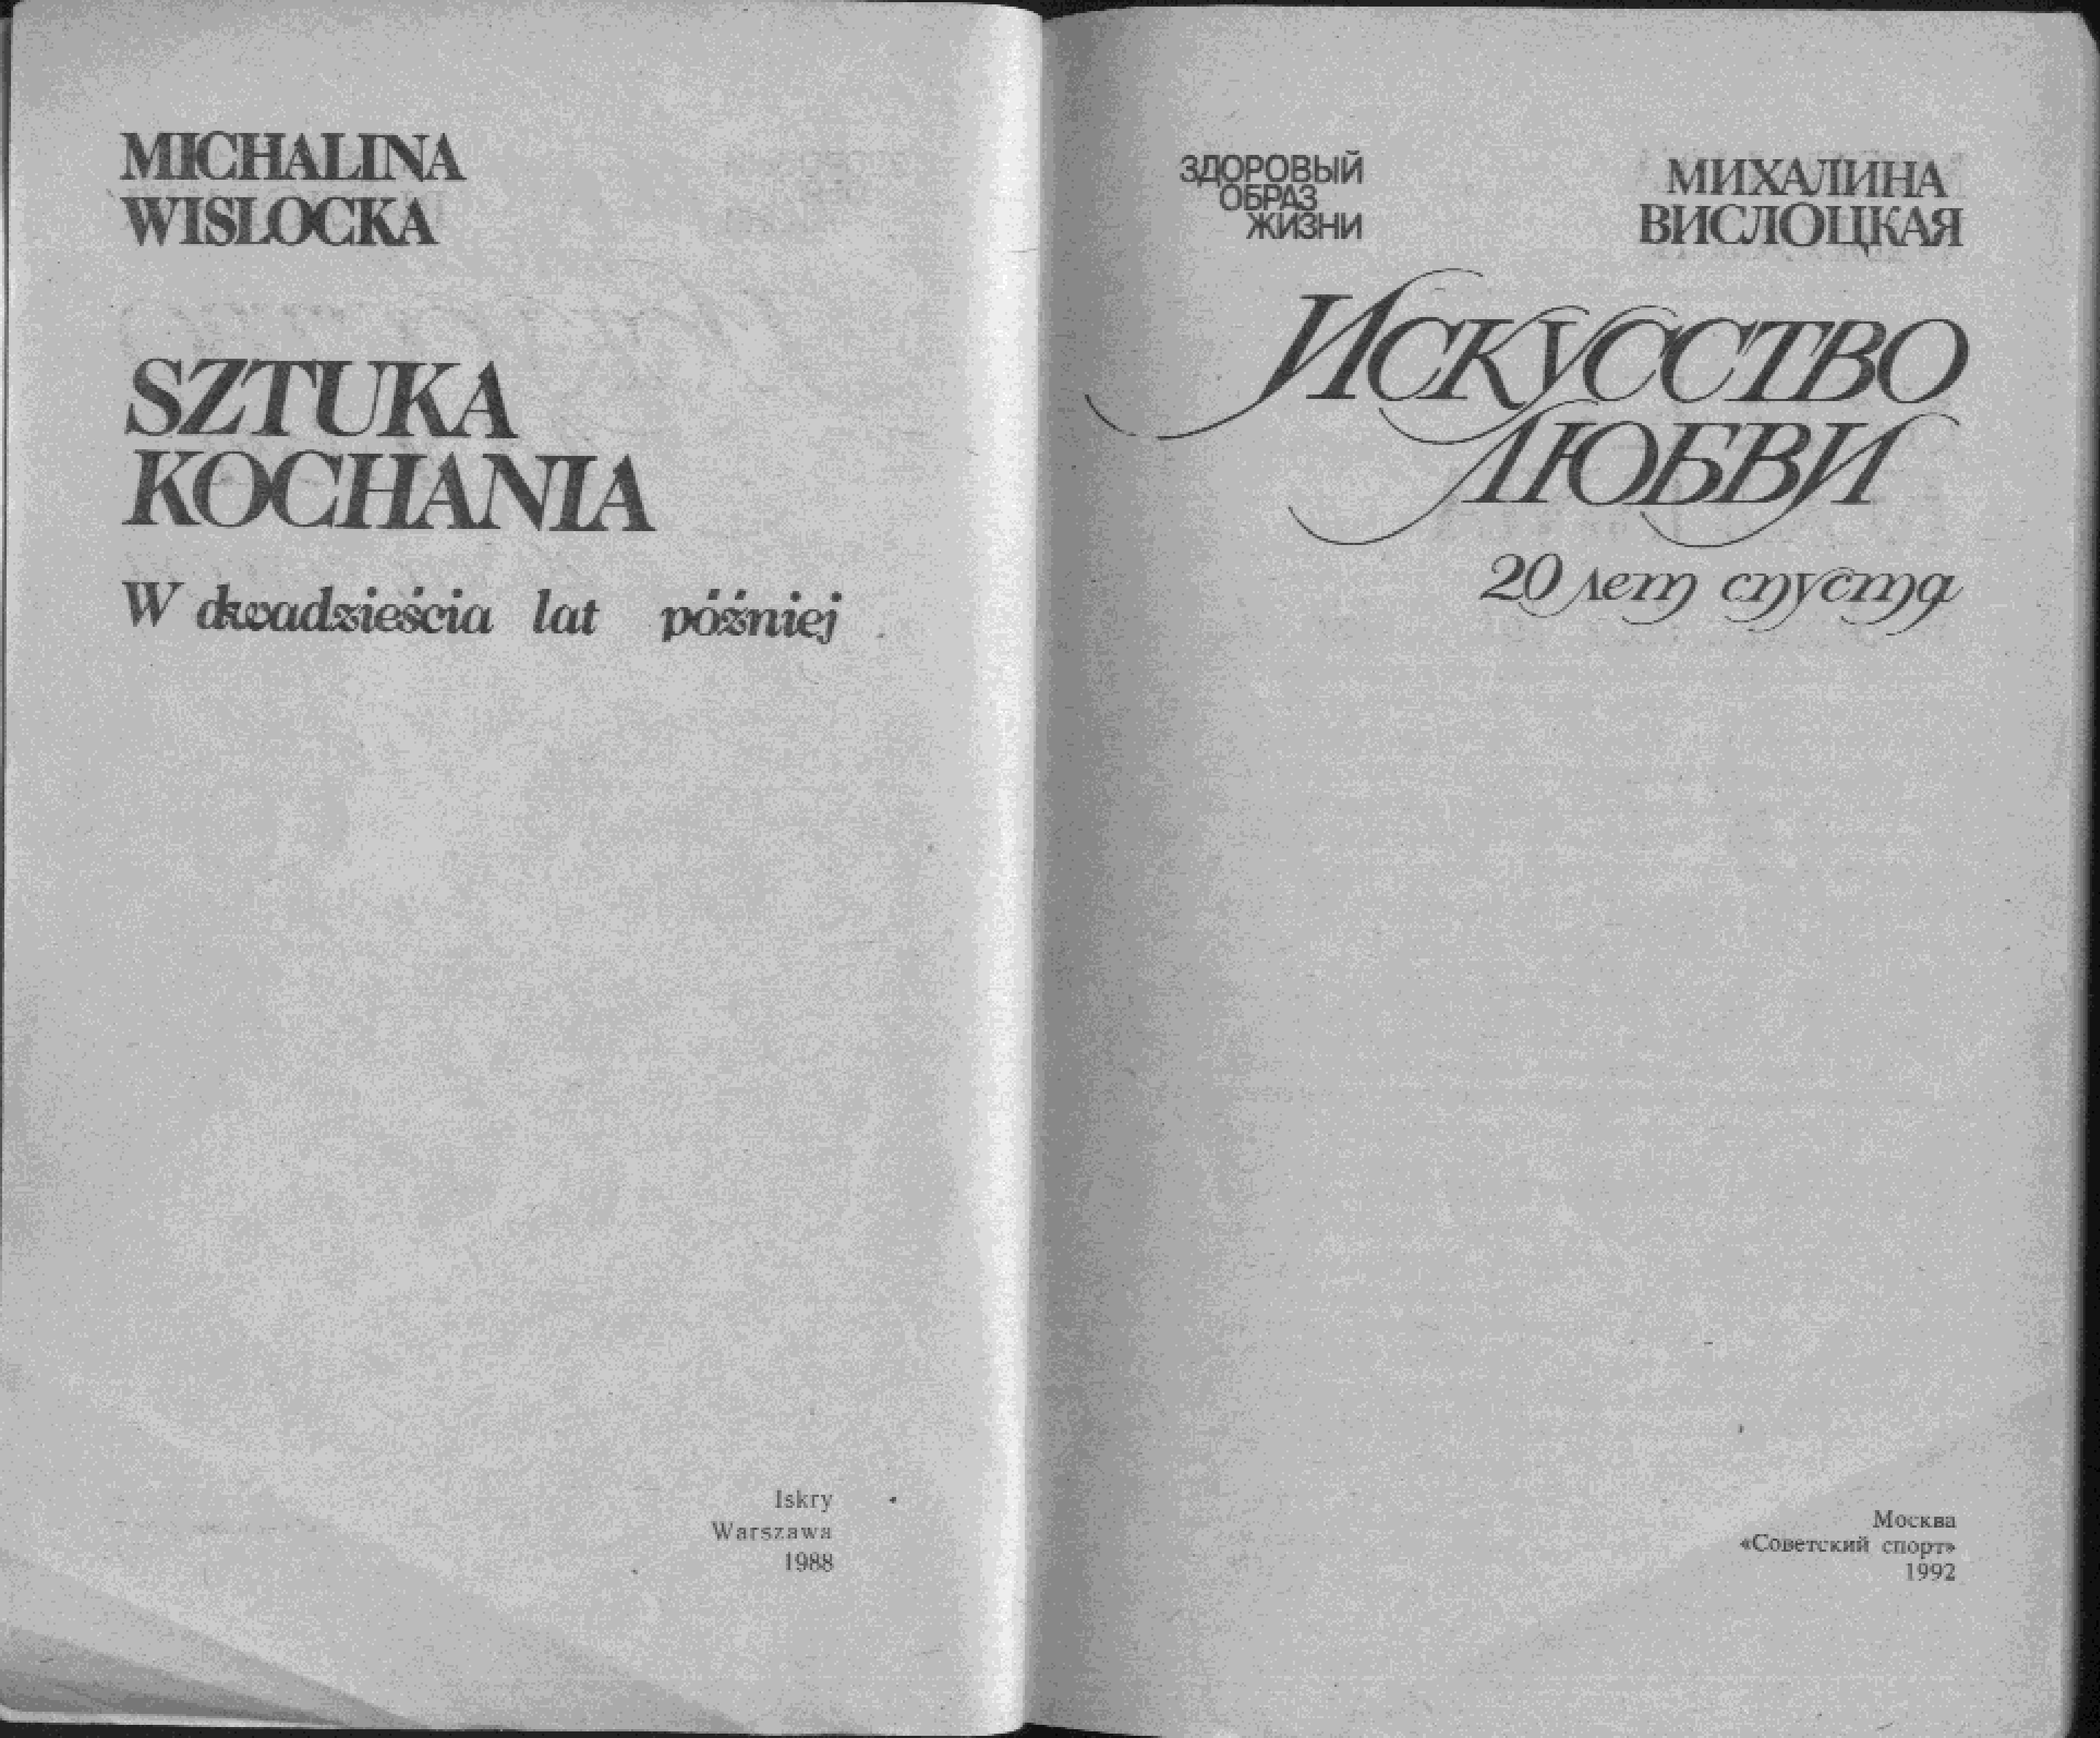 MICHALINA
WISLOCKA
SZTUKA
KOCHANIA
W dwadzieścia lat później
Iskry
Warszawa
1988
ЗДОРОВЫЙ
ОБРАЗ
ЖИЗНИ
МИХАЛИНА
ВИСЛОЦКАЯ
ИСКУССТВО
ЛЮБВИ
20 лет спустя
Москва
«Советский спорт»
1992